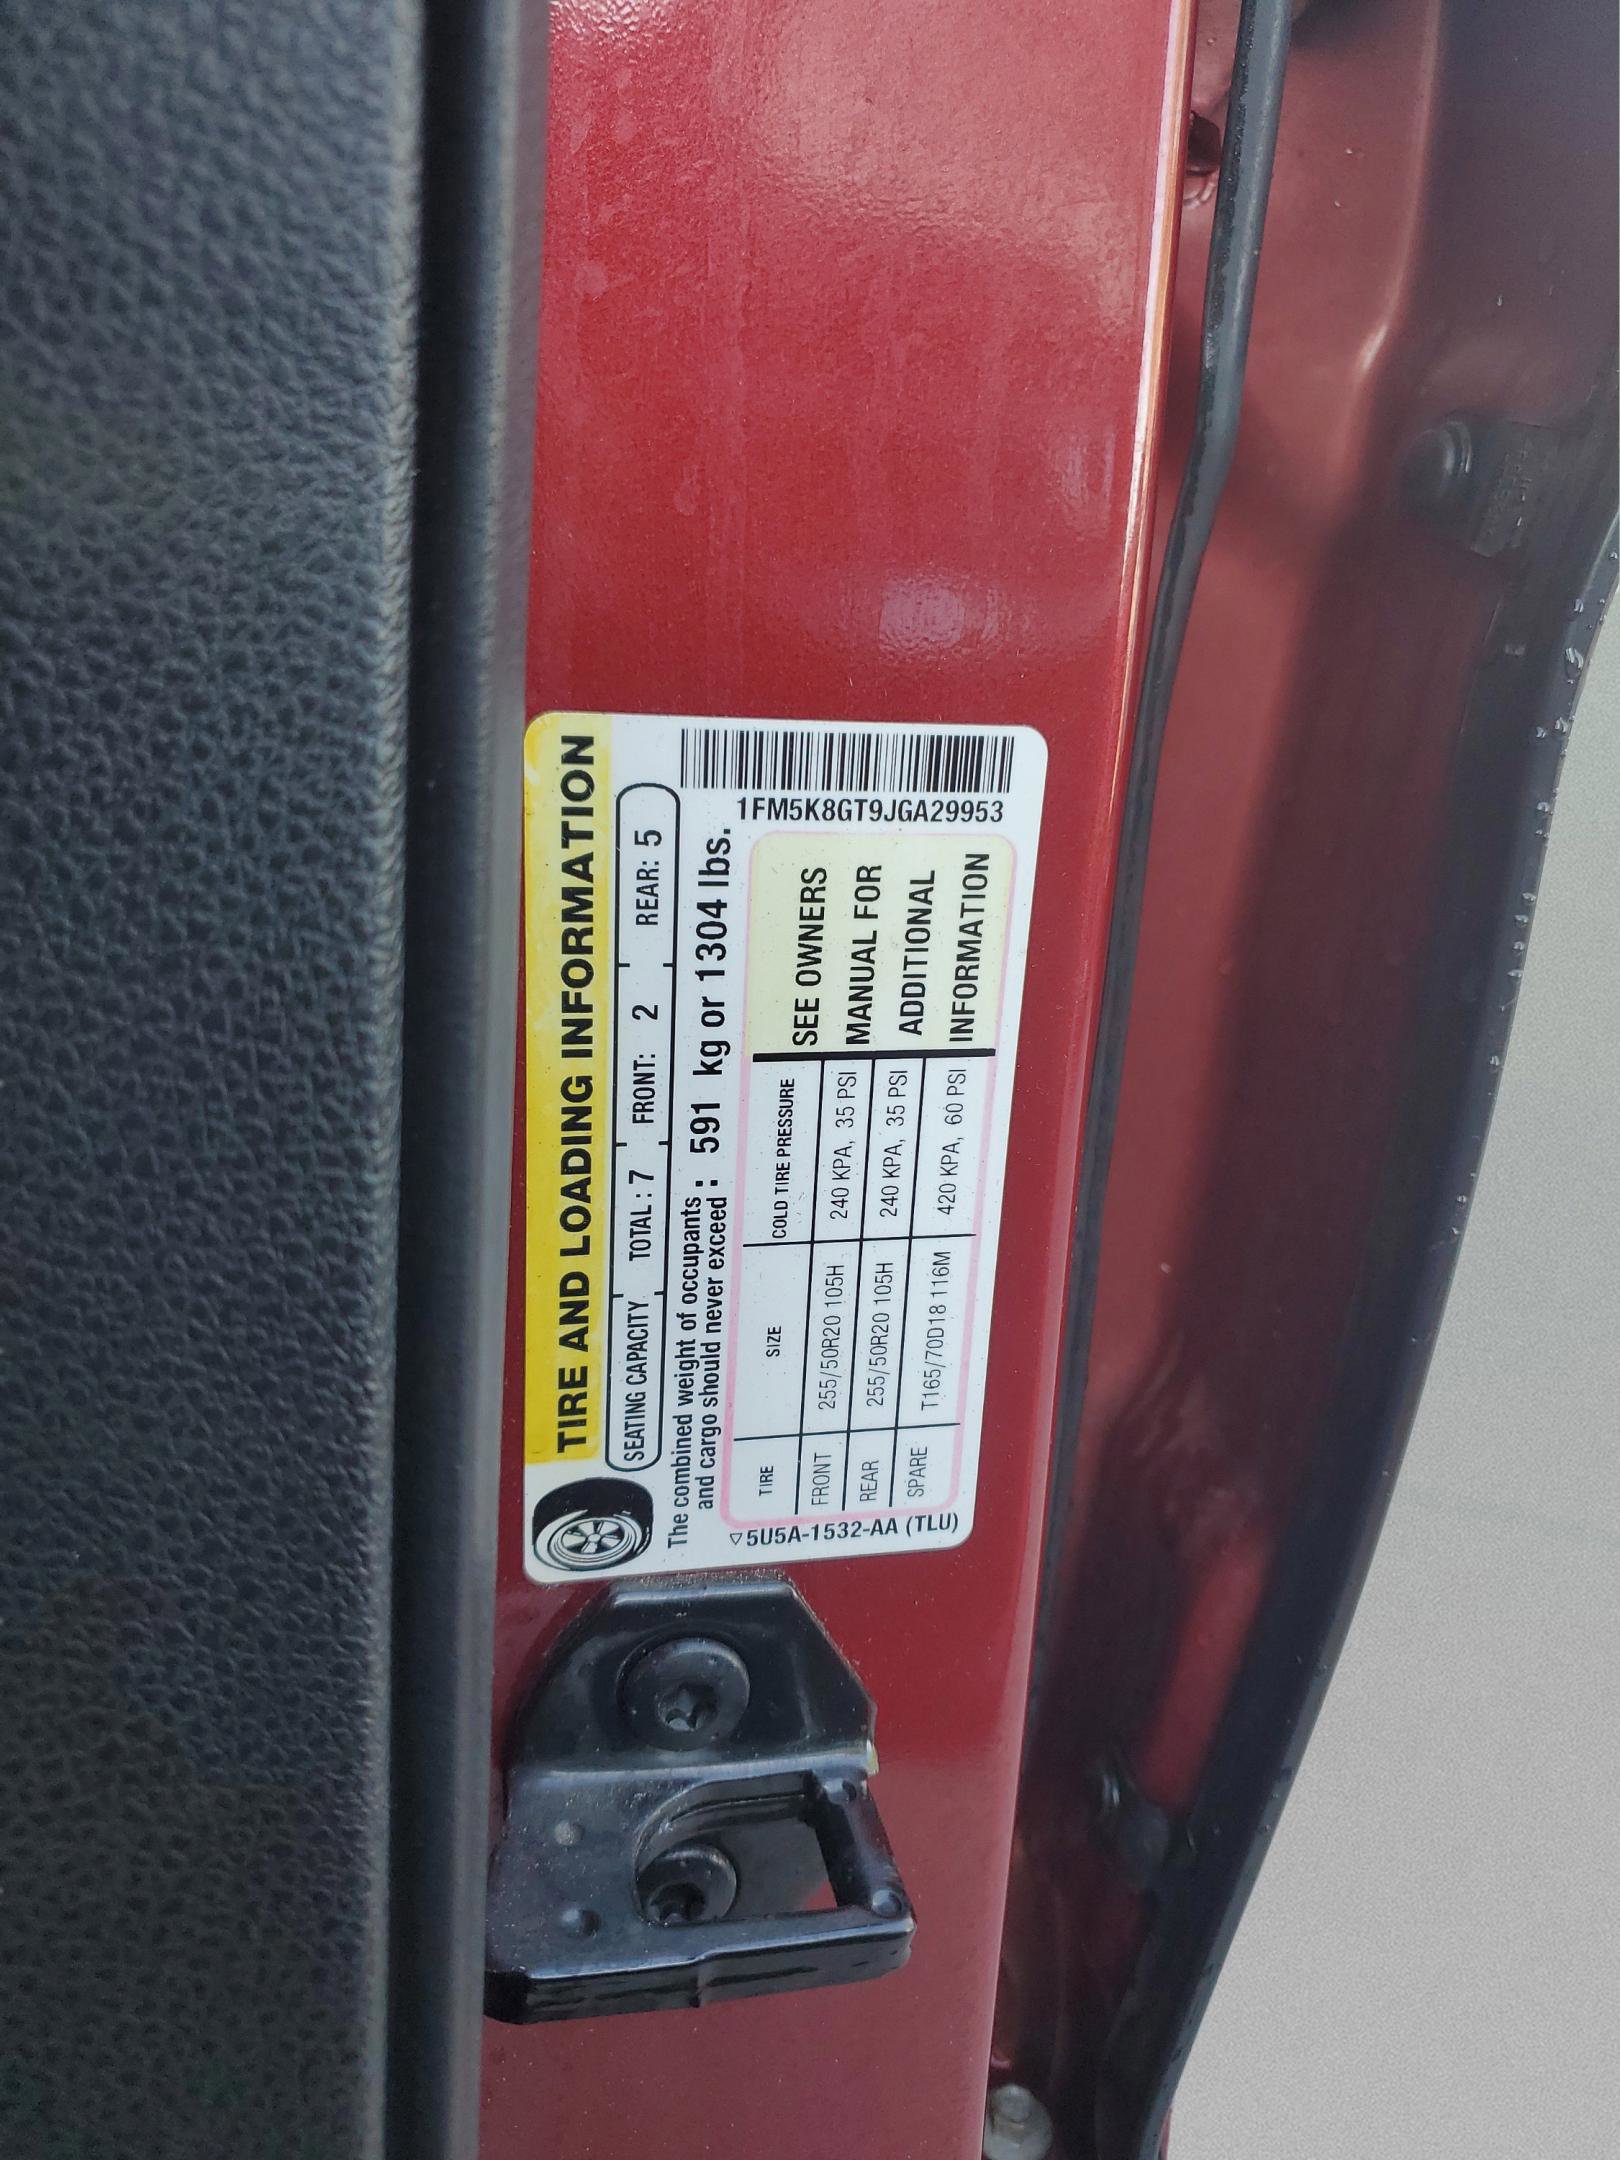 TIRE AND LOADING INFORMATION
SEATING CAPACITY TOTAL : 7 FRONT: 2 REAR: 5
The combined weight of occupants
and cargo should never exceed : 591 kg or 1304 lbs.
TIRE SIZE COLD TIRE PRESSURE
FRONT 255/50R20 105H 240 KPA, 35 PSI
REAR 255/50R20 105H 240 KPA, 35 PSI
SPARE T165/70D18 116M 420 KPA, 60 PSI
SEE OWNERS
MANUAL FOR
ADDITIONAL
INFORMATION
1FM5K8GT9JGA29953
5U5A-1532-AA (TLU)